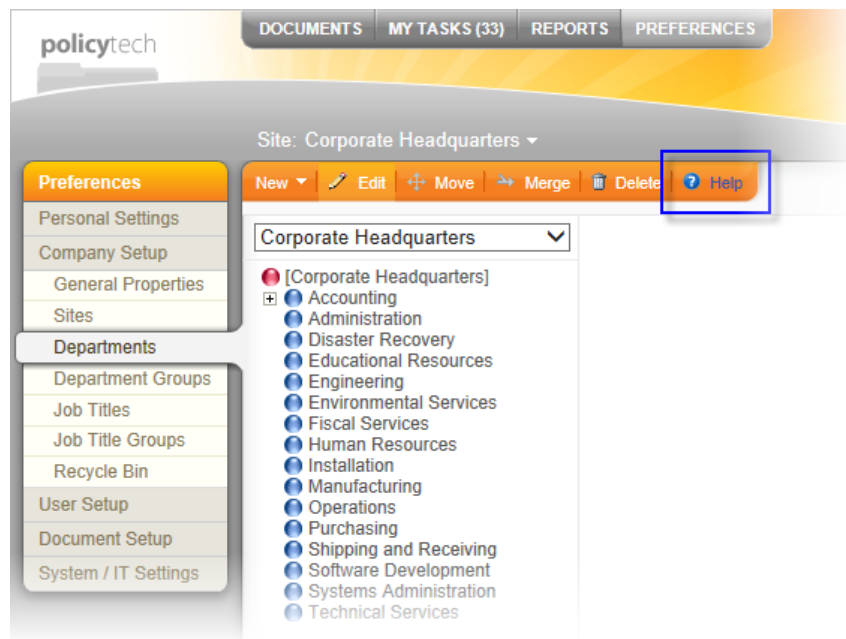 policytech
DOCUMENTS MY TASKS (33) REPORTS PREFERENCES
Site: Corporate Headquarters
Preferences
New Edit Move Merge Delete Help
Personal Settings
Company Setup
General Properties
Sites
Departments
Department Groups
Job Titles
Job Title Groups
Recycle Bin
User Setup
Document Setup
System / IT Settings
Corporate Headquarters
[Corporate Headquarters]
Accounting
Administration
Disaster Recovery
Educational Resources
Engineering
Environmental Services
Fiscal Services
Human Resources
Installation
Manufacturing
Operations
Purchasing
Shipping and Receiving
Software Development
Systems Administration
Technical Services